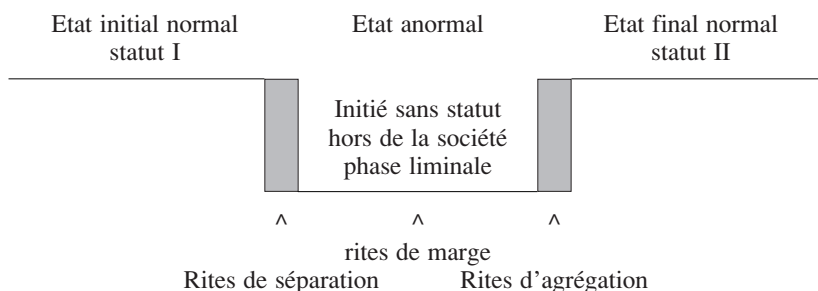 Etat initial normal
statut I
Etat anormal
Etat final normal
statut II
Initié sans statut
hors de la société
phase liminale
^ ^ ^
rites de marge
Rites de séparation
Rites d'agrégation